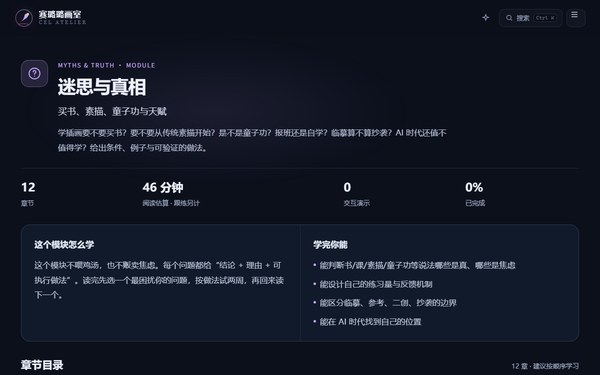 赛璐璐画室
CEL ATELIER
搜索 Ctrl K
MYTHS & TRUTH · MODULE
迷思与真相
买书、素描、童子功与天赋
学插画要不要买书？要不要从传统素描开始？是不是童子功？报班还是自学？临摹算不算抄袭？AI 时代还值不
值得学？给出条件、例子与可验证的做法。
12
章节
46 分钟
阅读估算 · 跟练另计
0
交互演示
0%
已完成
这个模块怎么学
这个模块不喂鸡汤，也不贩卖焦虑。每个问题都给“结论 + 理由 + 可
执行做法”。读完先选一个最困扰你的问题，按做法试两周，再回来读
下一个。
学完你能
• 能判断书/课/素描/童子功等说法哪些是真、哪些是焦虑
• 能设计自己的练习量与反馈机制
• 能区分临摹、参考、二创、抄袭的边界
• 能在 AI 时代找到自己的位置
章节目录
12 章 · 建议按顺序学习